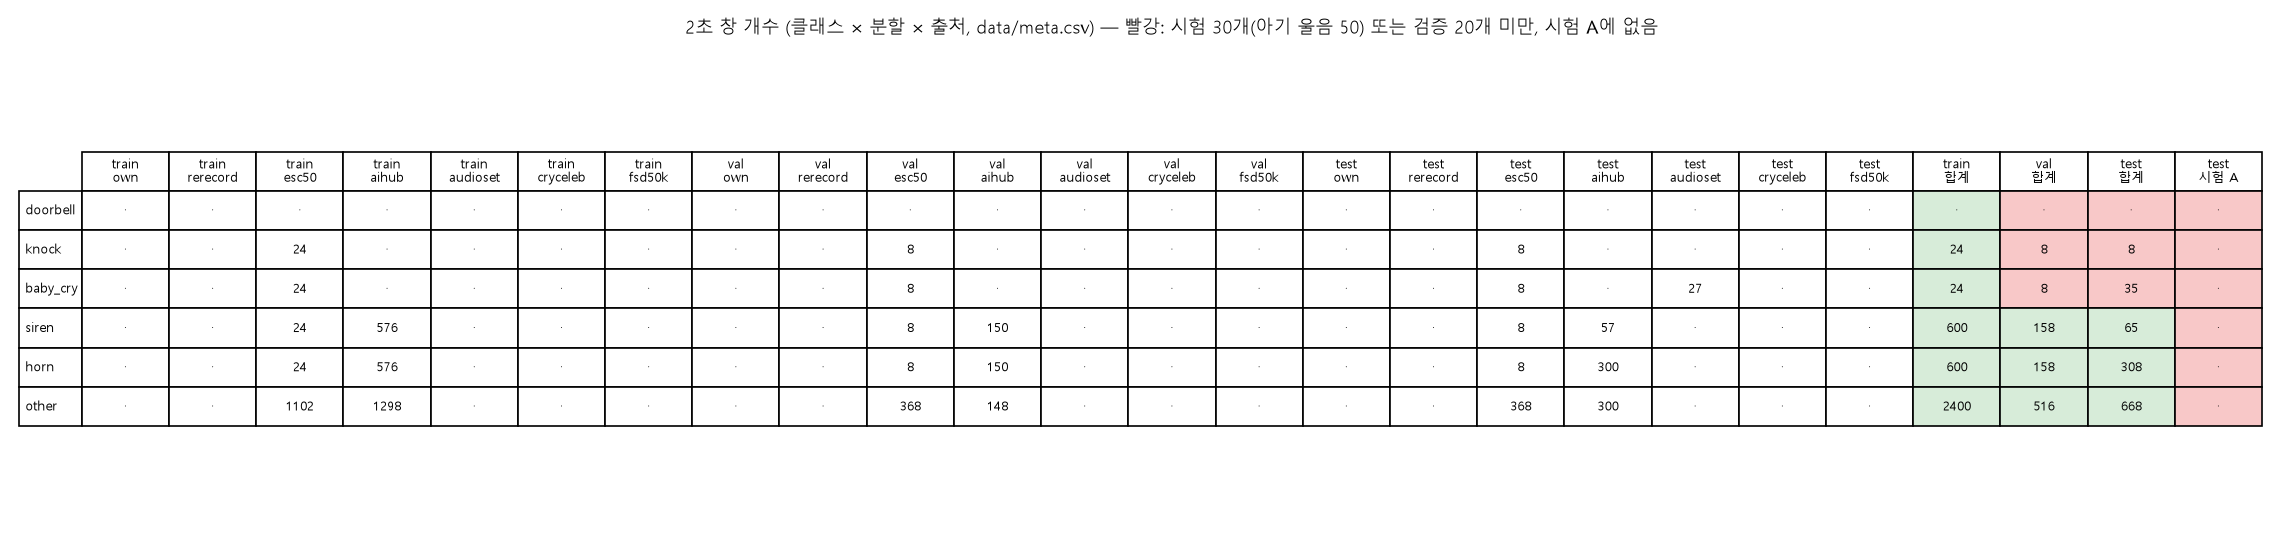 2초 창 개수 (클래스 × 분할 × 출처, data/meta.csv) — 빨강: 시험 30개(아기 울음 50) 또는 검증 20개 미만, 시험 A에 없음
train own train rerecord train esc50 train aihub train audioset train cryceleb train fsd50k val own val rerecord val esc50 val aihub val audioset val cryceleb val fsd50k test own test rerecord test esc50 test aihub test audioset test cryceleb test fsd50k train 합계 val 합계 test 합계 test 시험 A
doorbell · · · · · · · · · · · · · · · · · · · · · · · · ·
knock · · 24 · · · · · · 8 · · · · · · 8 · · · · 24 8 8 ·
baby_cry · · 24 · · · · · · 8 · · · · · · 8 · 27 · · 24 8 35 ·
siren · · 24 576 · · · · · 8 150 · · · · · 8 57 · · · 600 158 65 ·
horn · · 24 576 · · · · · 8 150 · · · · · 8 300 · · · 600 158 308 ·
other · · 1102 1298 · · · · · 368 148 · · · · · 368 300 · · · 2400 516 668 ·